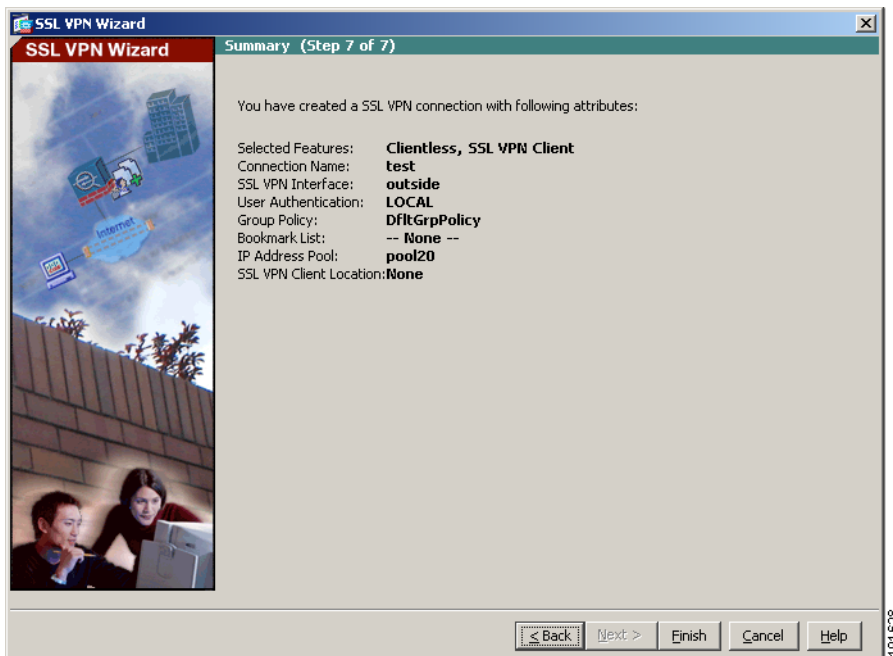 SSL VPN Wizard
SSL VPN Wizard
Summary (Step 7 of 7)
You have created a SSL VPN connection with following attributes:
Selected Features: Clientless, SSL VPN Client
Connection Name: test
SSL VPN Interface: outside
User Authentication: LOCAL
Group Policy: DfltGrpPolicy
Bookmark List: -- None --
IP Address Pool: pool20
SSL VPN Client Location:None
Internet
< Back Next > Finish Cancel Help